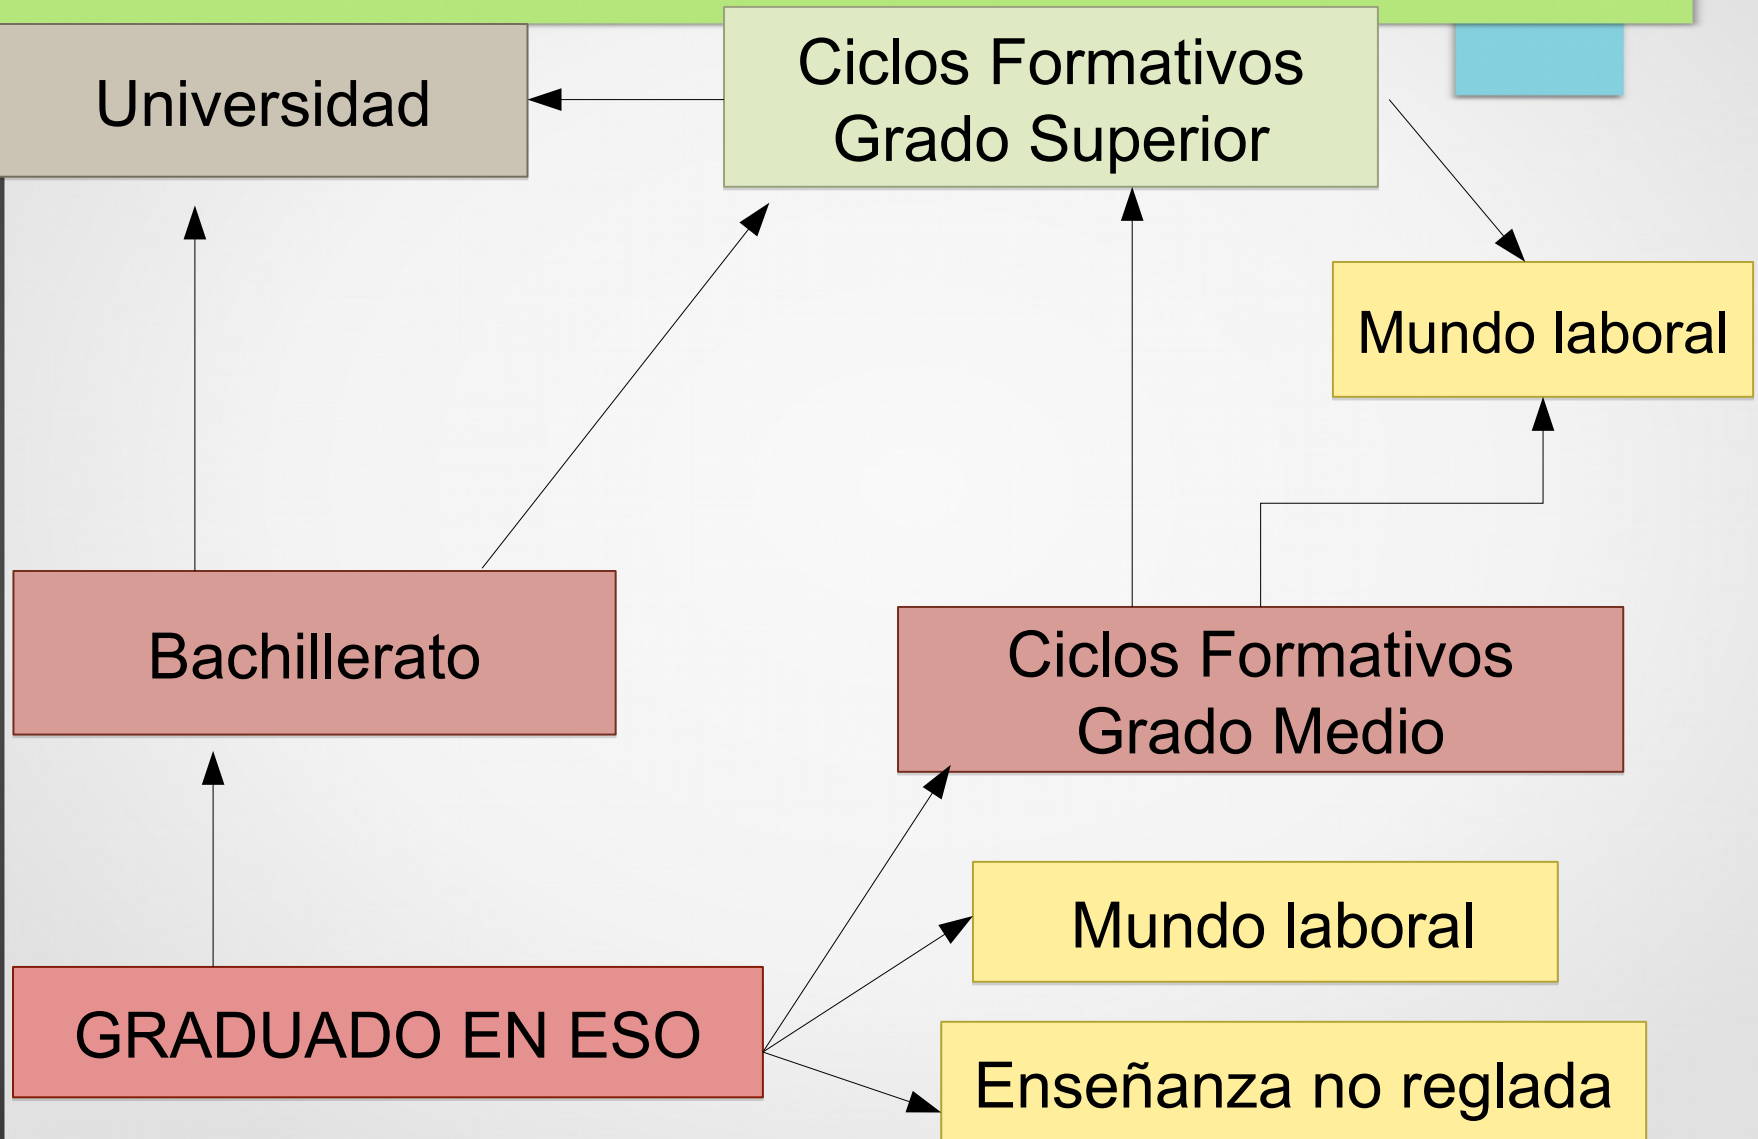 Universidad
Ciclos Formativos
Grado Superior
Mundo laboral
Bachillerato
Ciclos Formativos
Grado Medio
Mundo laboral
GRADUADO EN ESO
Enseñanza no reglada